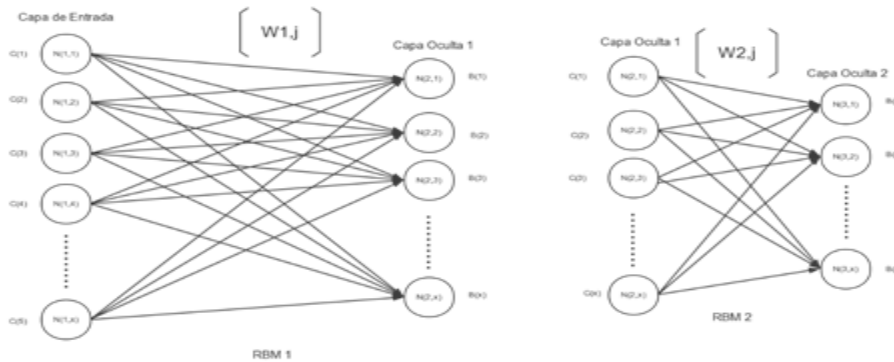 Capa de Entrada
W1,j
Capa Oculta 1
C(1)
N(1,1)
N(2,1)
B(1)
C(2)
N(1,2)
N(2,2)
B(2)
C(3)
N(1,3)
N(2,3)
B(3)
C(4)
N(1,4)
C(5)
N(1,x)
N(2,x)
B(x)
RBM 1
Capa Oculta 1
W2,j
Capa Oculta 2
C(1)
N(2,1)
N(3,1)
C(2)
N(2,2)
N(3,2)
C(3)
N(2,3)
C(x)
N(2,x)
N(3,x)
RBM 2